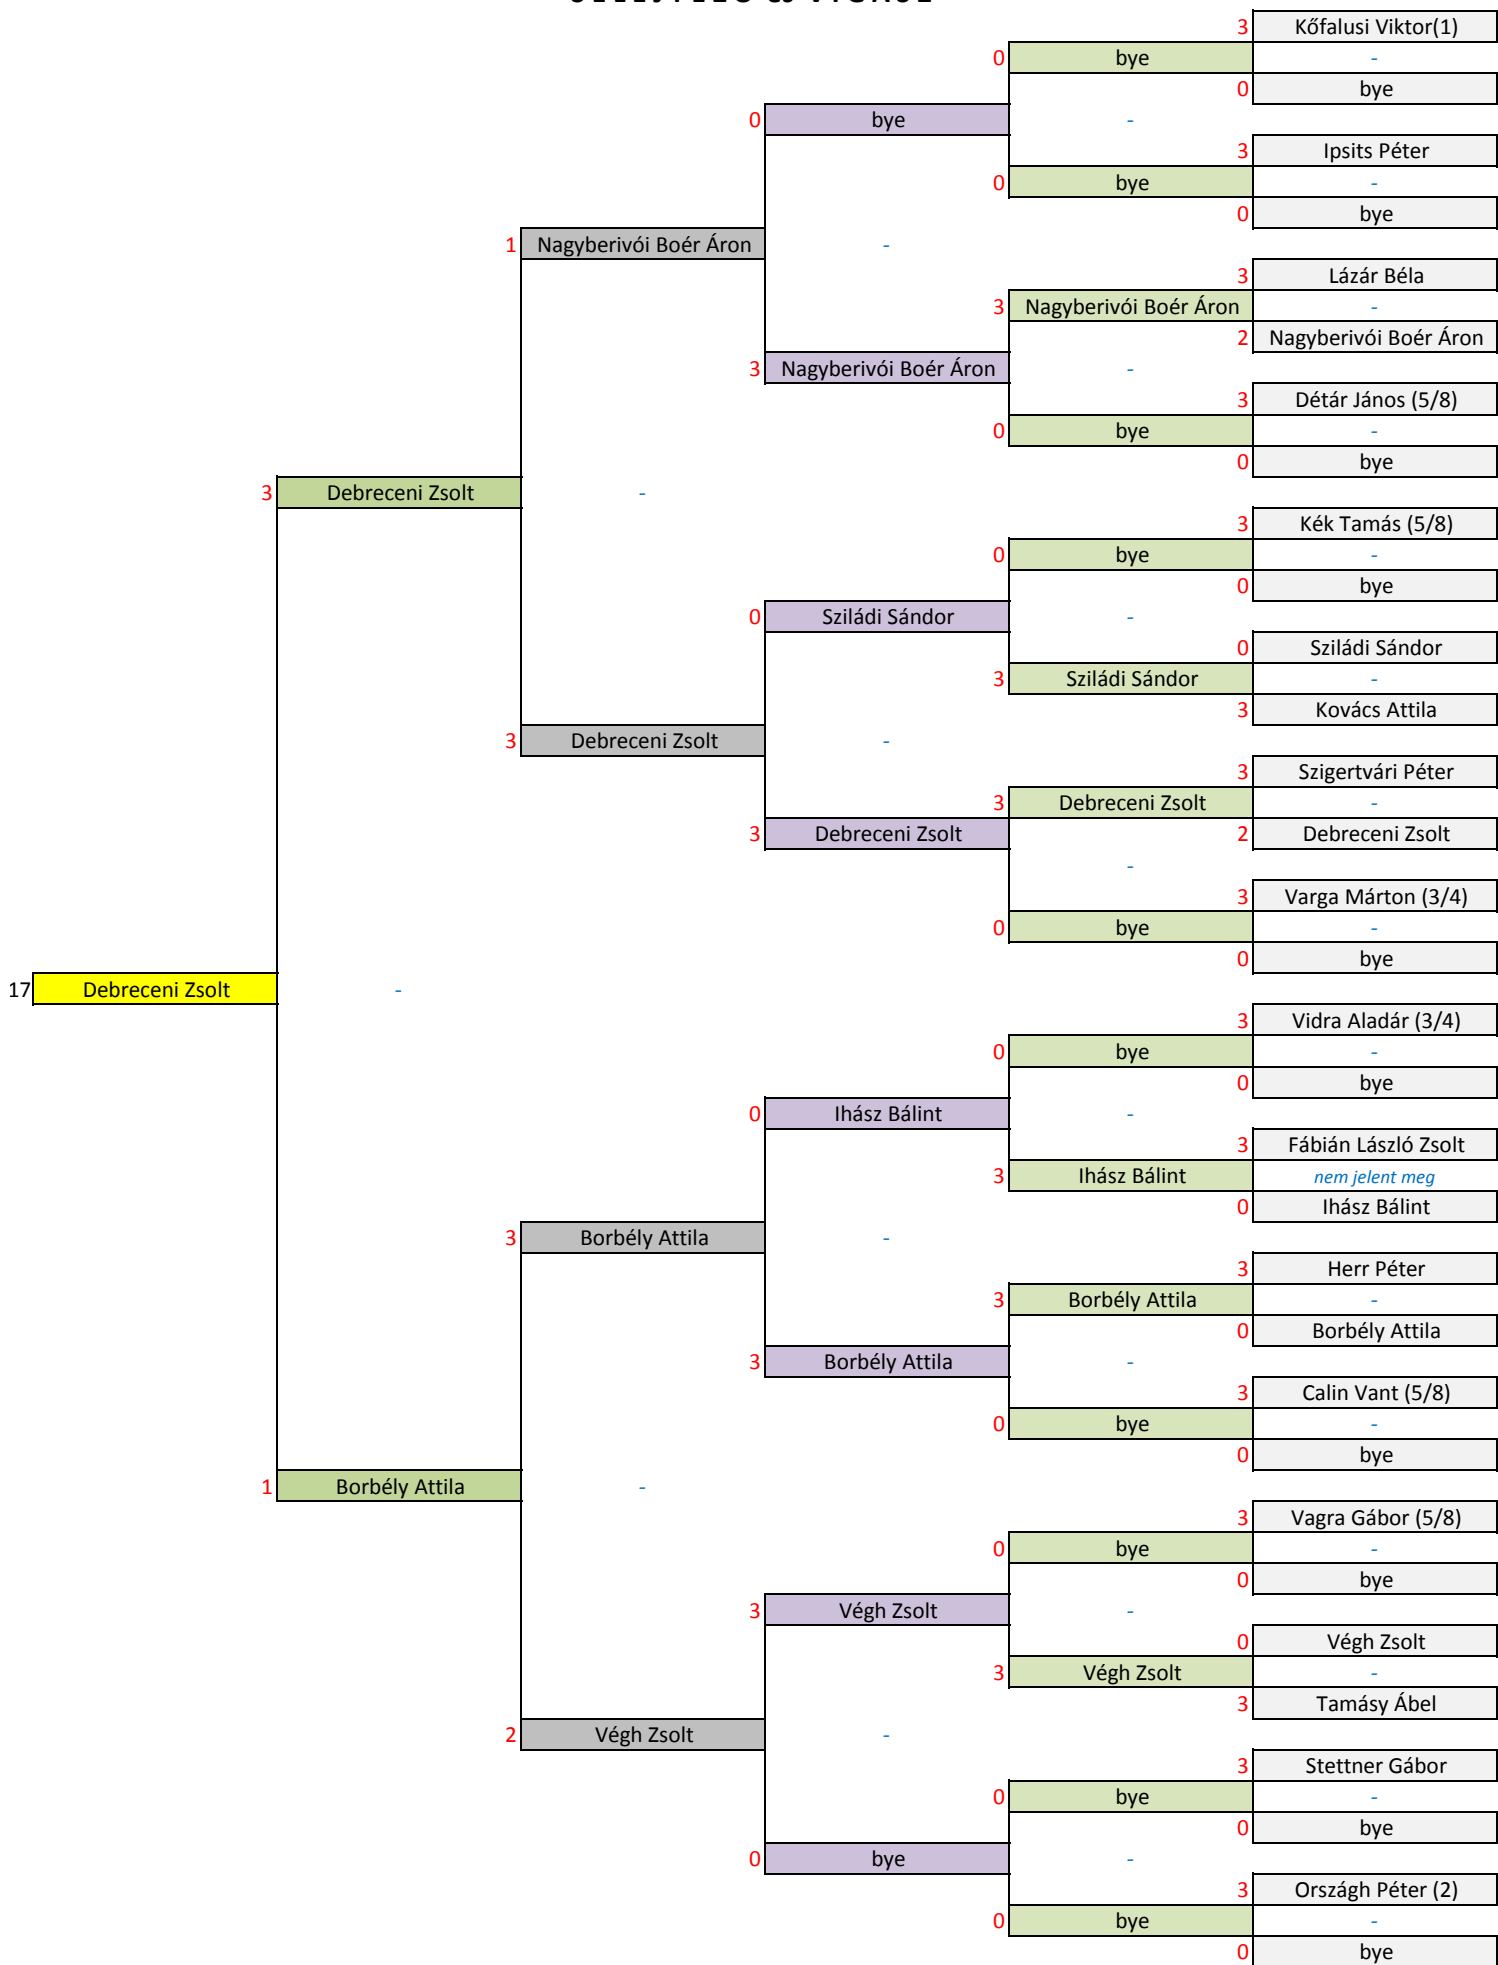 3 Kőfalusi Viktor(1)
0 bye -
0 bye
0 bye -
3 Ipsits Péter
0 bye -
0 bye
1 Nagyberivói Boér Áron -
3 Lázár Béla
3 Nagyberivói Boér Áron -
2 Nagyberivói Boér Áron
3 Nagyberivói Boér Áron -
3 Détár János (5/8)
0 bye -
0 bye
3 Debreceni Zsolt -
3 Kék Tamás (5/8)
0 bye -
0 bye
0 Sziládi Sándor -
0 Sziládi Sándor
3 Sziládi Sándor -
3 Kovács Attila
3 Debreceni Zsolt -
3 Szigertvári Péter
3 Debreceni Zsolt -
3 Debreceni Zsolt 2 Debreceni Zsolt
-
3 Varga Márton (3/4)
0 bye -
0 bye
17 Debreceni Zsolt -
3 Vidra Aladár (3/4)
0 bye -
0 bye
0 Ihász Bálint -
3 Fábián László Zsolt
3 Ihász Bálint nem jelent meg
0 Ihász Bálint
3 Borbély Attila -
3 Herr Péter
3 Borbély Attila -
0 Borbély Attila
3 Borbély Attila -
3 Calin Vant (5/8)
0 bye -
0 bye
1 Borbély Attila -
3 Vagra Gábor (5/8)
0 bye -
0 bye
3 Végh Zsolt -
0 Végh Zsolt
3 Végh Zsolt -
3 Tamásy Ábel
2 Végh Zsolt -
3 Stettner Gábor
0 bye -
0 bye
0 bye -
3 Országh Péter (2)
0 bye -
0 bye